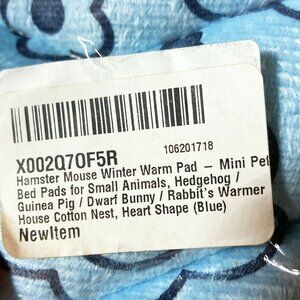 106201718
X002Q7OF5R
Hamster Mouse Winter Warm Pad – Mini Pet
Bed Pads for Small Animals, Hedgehog /
Guinea Pig / Dwarf Bunny / Rabbit's Warmer
House Cotton Nest, Heart Shape (Blue)
NewItem